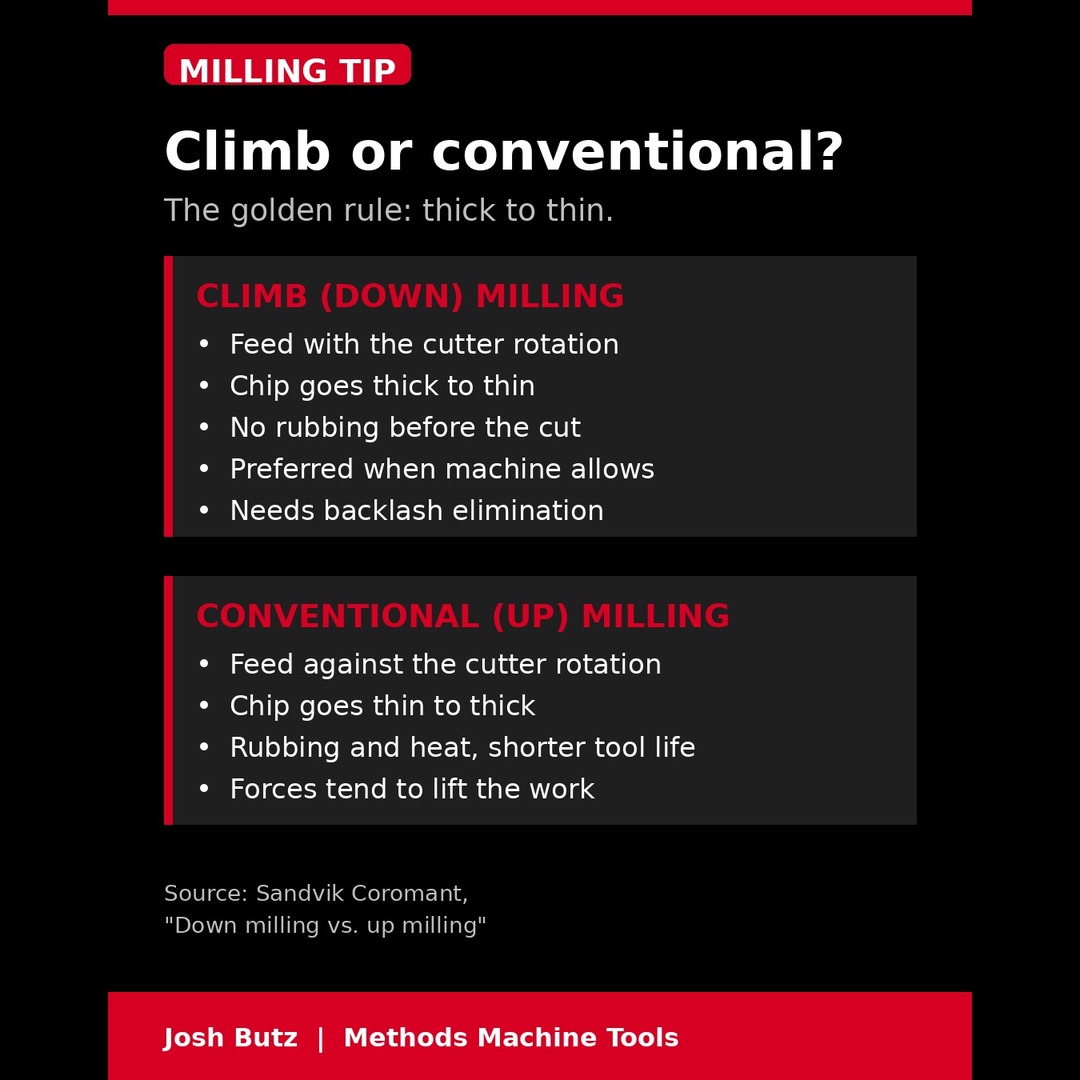 MILLING TIP
Climb or conventional?
The golden rule: thick to thin.
CLIMB (DOWN) MILLING
• Feed with the cutter rotation
• Chip goes thick to thin
• No rubbing before the cut
• Preferred when machine allows
• Needs backlash elimination
CONVENTIONAL (UP) MILLING
• Feed against the cutter rotation
• Chip goes thin to thick
• Rubbing and heat, shorter tool life
• Forces tend to lift the work
Source: Sandvik Coromant,
"Down milling vs. up milling"
Josh Butz | Methods Machine Tools